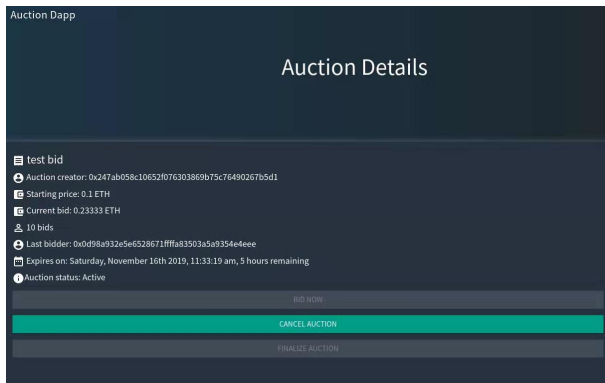 Auction Dapp
Auction Details
test bid
Auction creator: 0x247ab058c10652f076303869b75c76490267b5d1
Starting price: 0.1 ETH
Current bid: 0.23333 ETH
10 bids
Last bidder: 0x0d98a932e5e6528671ffffa83503a5a9354e4eee
Expires on: Saturday, November 16th 2019, 11:33:19 am, 5 hours remaining
Auction status: Active
BID NOW
CANCEL AUCTION
FINALIZE AUCTION